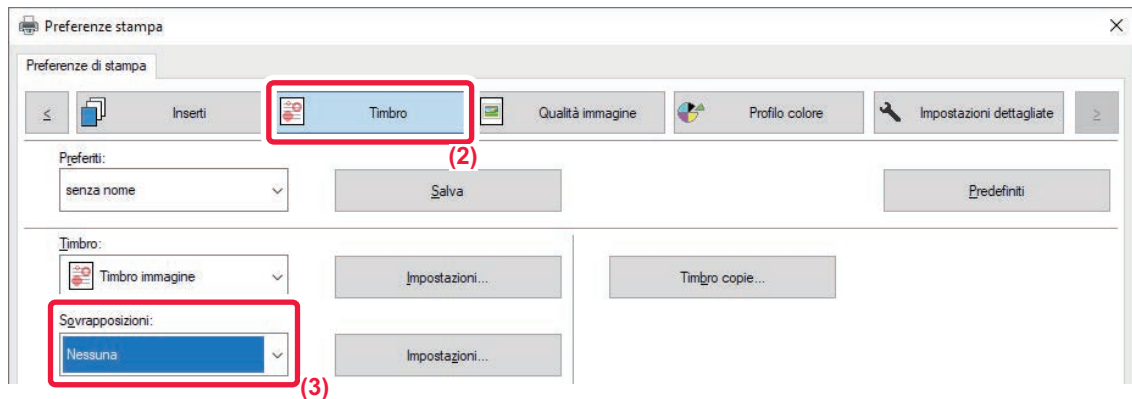 Preferenze stampa
Preferenze di stampa
≤ Inserti Timbro Qualità immagine Profilo colore Impostazioni dettagliate ≥
(2)
Preferiti:
senza nome Salva Predefiniti
Timbro:
Timbro immagine Impostazioni... Timbro copie...
Sovrapposizioni:
Nessuna Impostazioni...
(3)